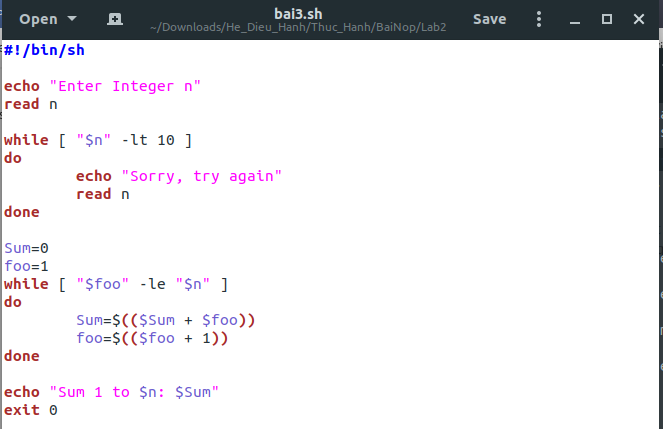 Open bai3.sh Save
~/Downloads/He_Dieu_Hanh/Thuc_Hanh/BaiNop/Lab2
#!/bin/sh
echo "Enter Integer n"
read n
while [ "$n" -lt 10 ]
do
        echo "Sorry, try again"
        read n
done
Sum=0
foo=1
while [ "$foo" -le "$n" ]
do
        Sum=$(($Sum + $foo))
        foo=$(($foo + 1))
done
echo "Sum 1 to $n: $Sum"
exit 0